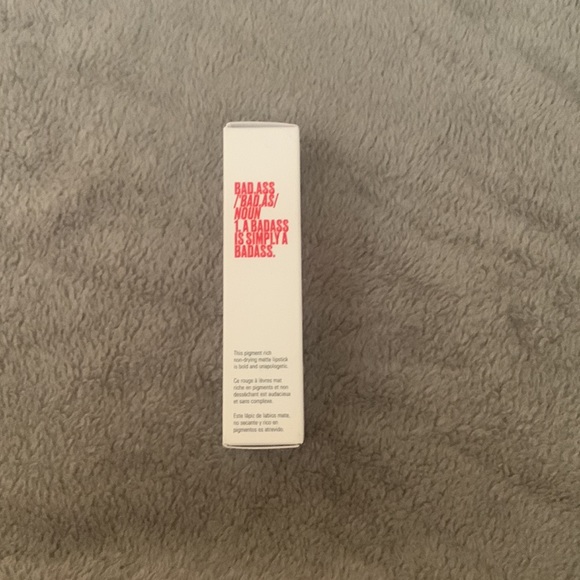 BAD.ASS
/'BAD,AS/
NOUN
1. A BADASS
IS SIMPLY A
BADASS.
This pigment rich
non-drying matte lipstick
is bold and unapologetic.
Ce rouge à lèvres mat,
riche en pigments et non
desséchant est audacieux
et sans complexe.
Este lápiz de labios mate,
no secante y rico en
pigmentos es atrevido.